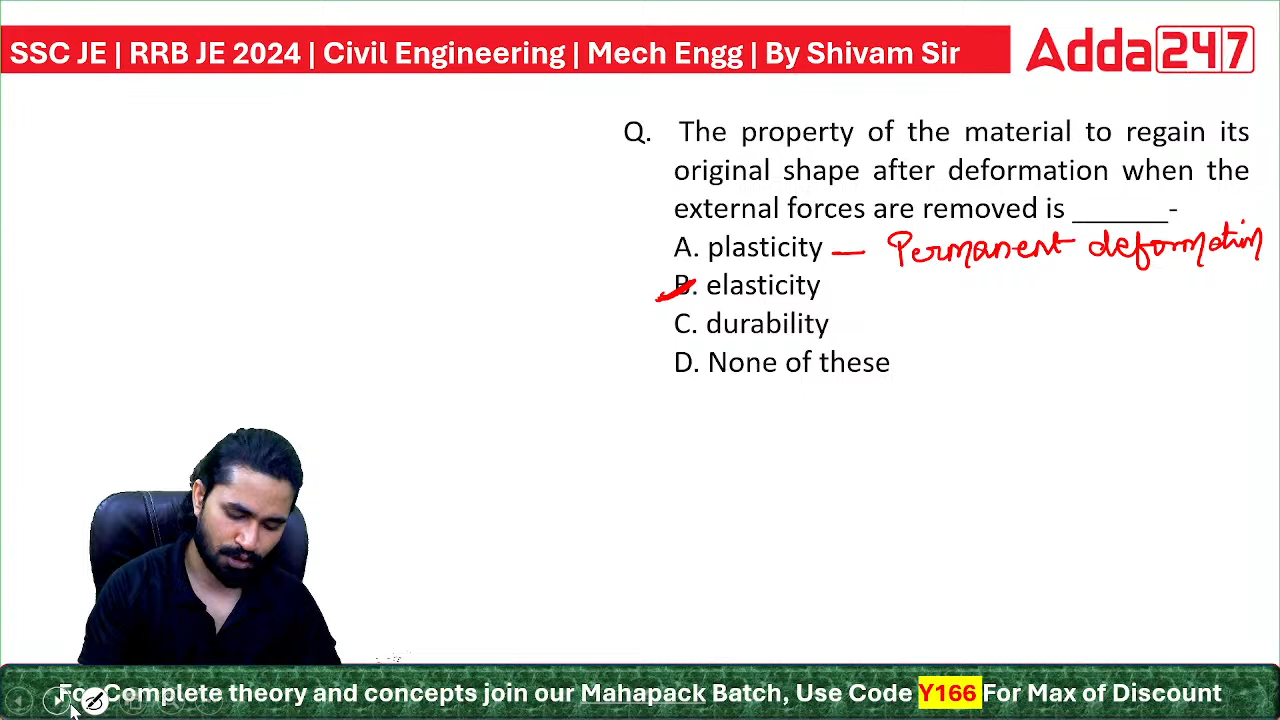 SSC JE | RRB JE 2024 | Civil Engineering | Mech Engg | By Shivam Sir
Adda247
Q. The property of the material to regain its
original shape after deformation when the
external forces are removed is ______-
A. plasticity — Permanent deformation
B. elasticity
C. durability
D. None of these
For Complete theory and concepts join our Mahapack Batch, Use Code Y166 For Max of Discount